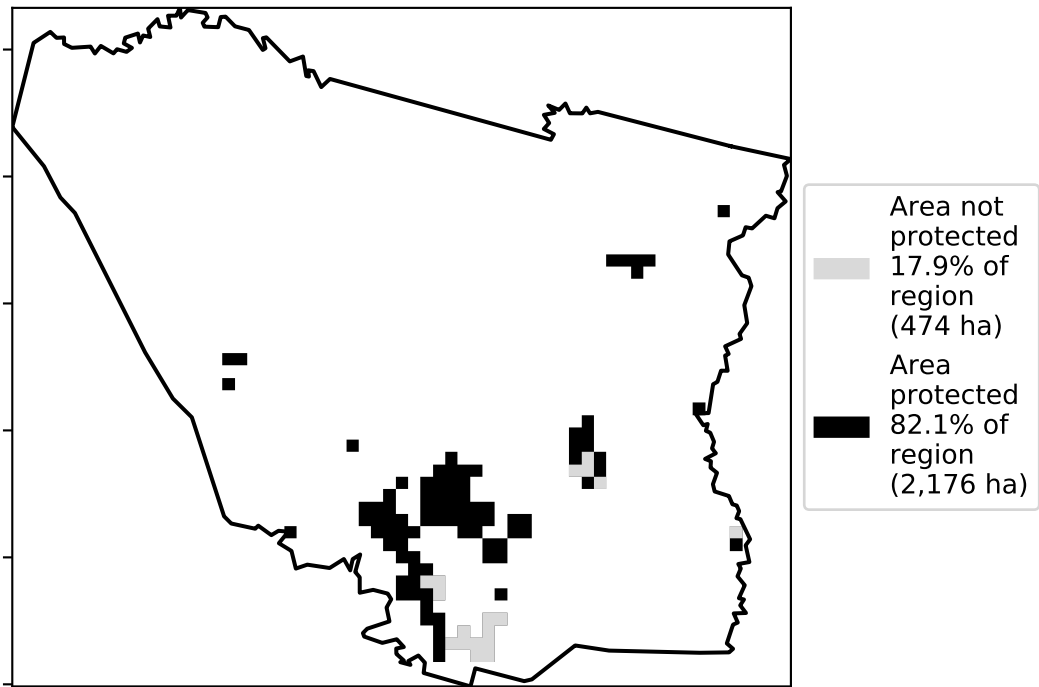 Area not
protected
17.9% of
region
(474 ha)
Area
protected
82.1% of
region
(2,176 ha)